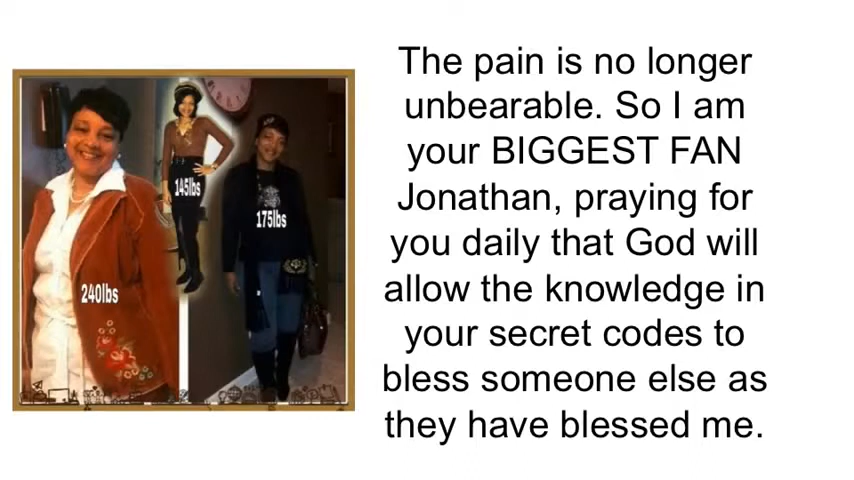 240lbs
145lbs
175lbs
The pain is no longer
unbearable. So I am
your BIGGEST FAN
Jonathan, praying for
you daily that God will
allow the knowledge in
your secret codes to
bless someone else as
they have blessed me.